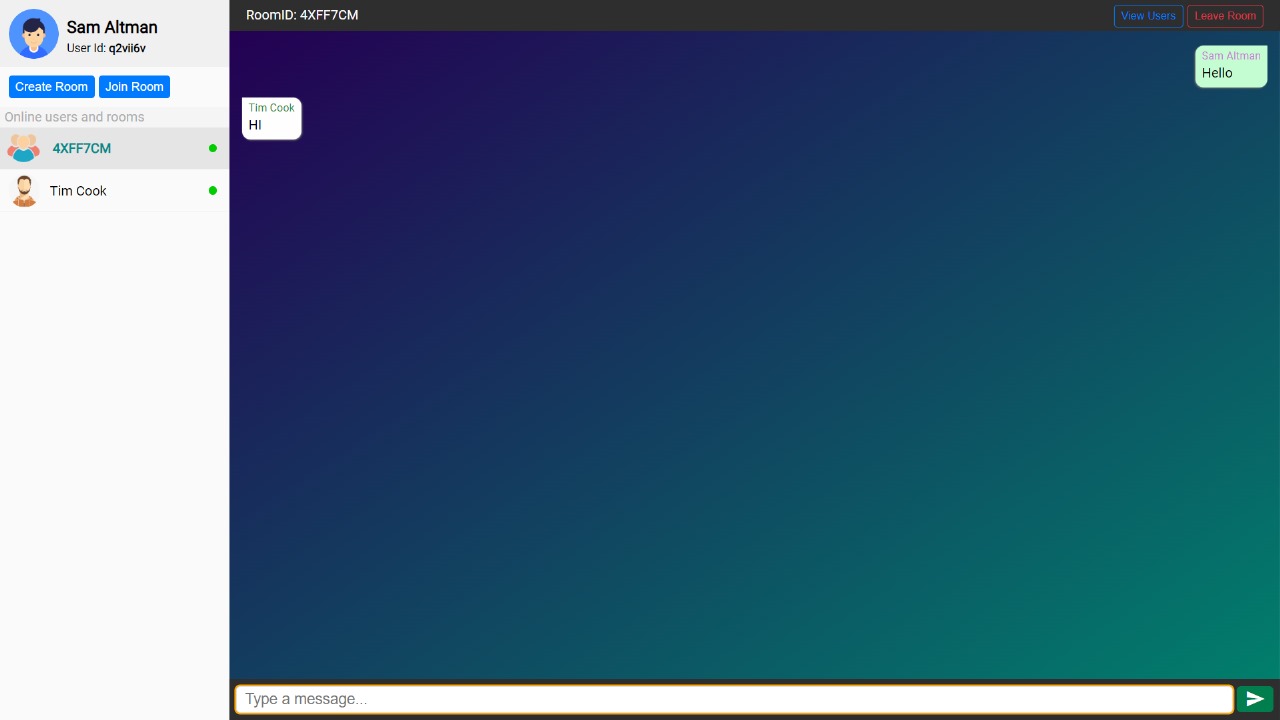 Sam Altman
User Id: q2vii6v
Create Room Join Room
Online users and rooms
4XFF7CM
Tim Cook
RoomID: 4XFF7CM
View Users Leave Room
Sam Altman
Hello
Tim Cook
HI
Type a message...